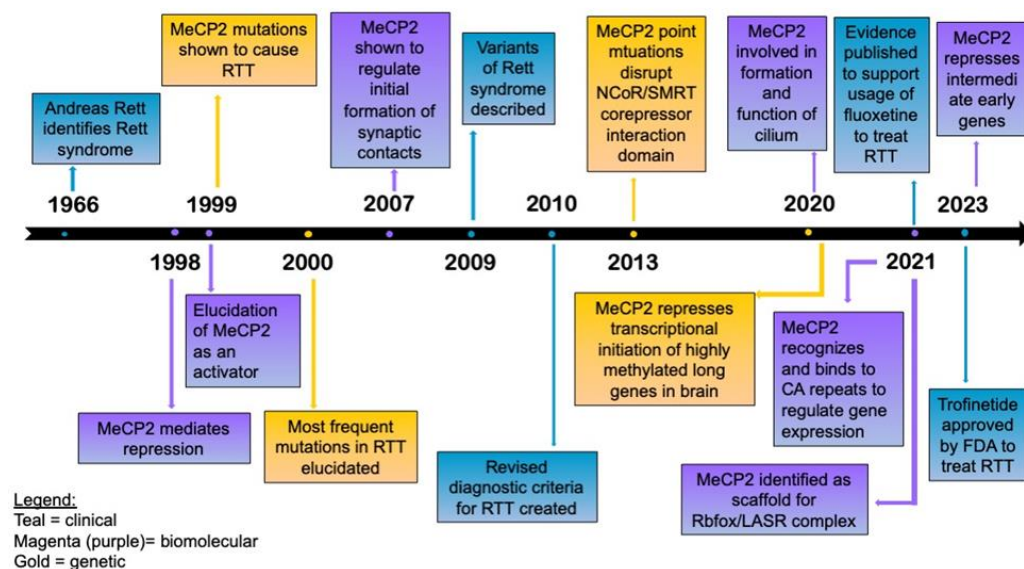 Andreas Rett
identifies Rett
syndrome
MeCP2 mutations
shown to cause
RTT
MeCP2
shown to
regulate
initial
formation of
synaptic
contacts
Variants
of Rett
syndrome
described
MeCP2 point
mtuations
disrupt
NCoR/SMRT
corepressor
interaction
domain
MeCP2
involved in
formation
and
function of
cilium
Evidence
published
to support
usage of
fluoxetine
to treat
RTT
MeCP2
represses
intermedi
ate early
genes
1966
1999
2007
2010
2020
2023
1998
2000
2009
2013
2021
Elucidation
of MeCP2
as an
activator
MeCP2 mediates
repression
Most frequent
mutations in RTT
elucidated
Revised
diagnostic criteria
for RTT created
MeCP2 represses
transcriptional
initiation of highly
methylated long
genes in brain
MeCP2
recognizes
and binds to
CA repeats to
regulate gene
expression
MeCP2 identified as
scaffold for
Rbfox/LASR complex
Trofinetide
approved
by FDA to
treat RTT
Legend:
Teal = clinical
Magenta (purple)= biomolecular
Gold = genetic